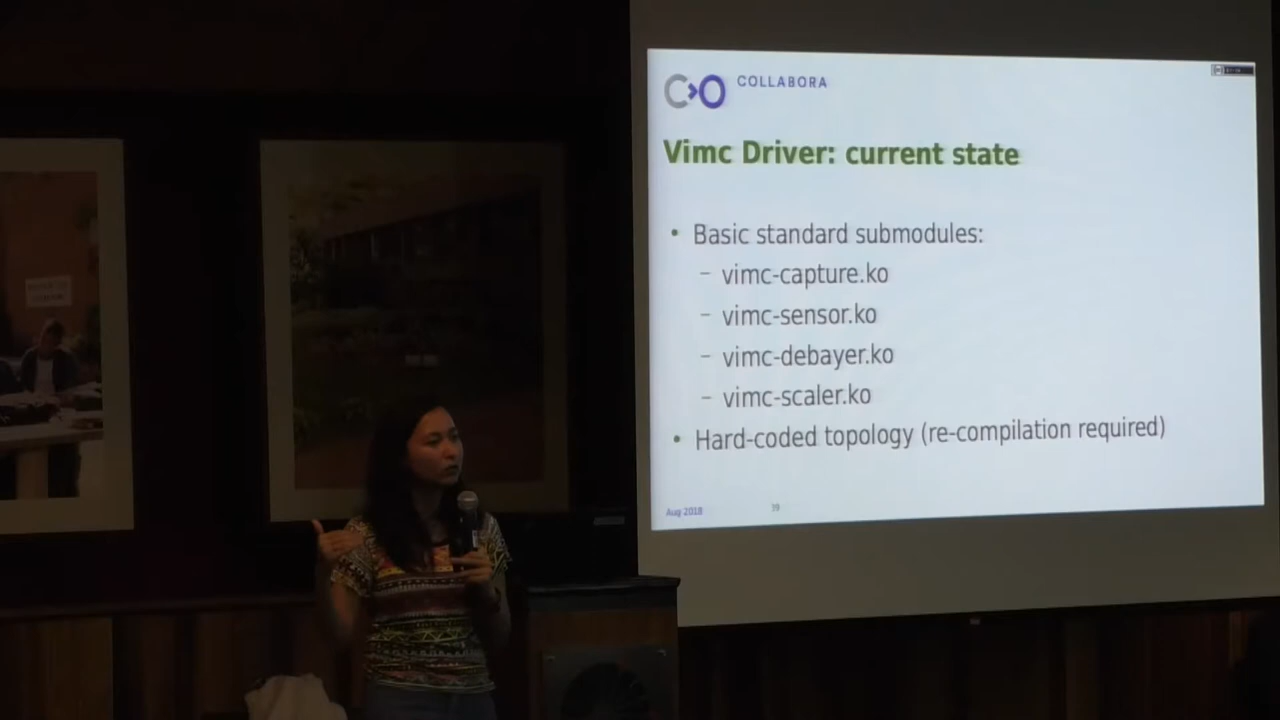 COLLABORA
Vimc Driver: current state
• Basic standard submodules:
– vimc-capture.ko
– vimc-sensor.ko
– vimc-debayer.ko
– vimc-scaler.ko
• Hard-coded topology (re-compilation required)
Aug 2018
39